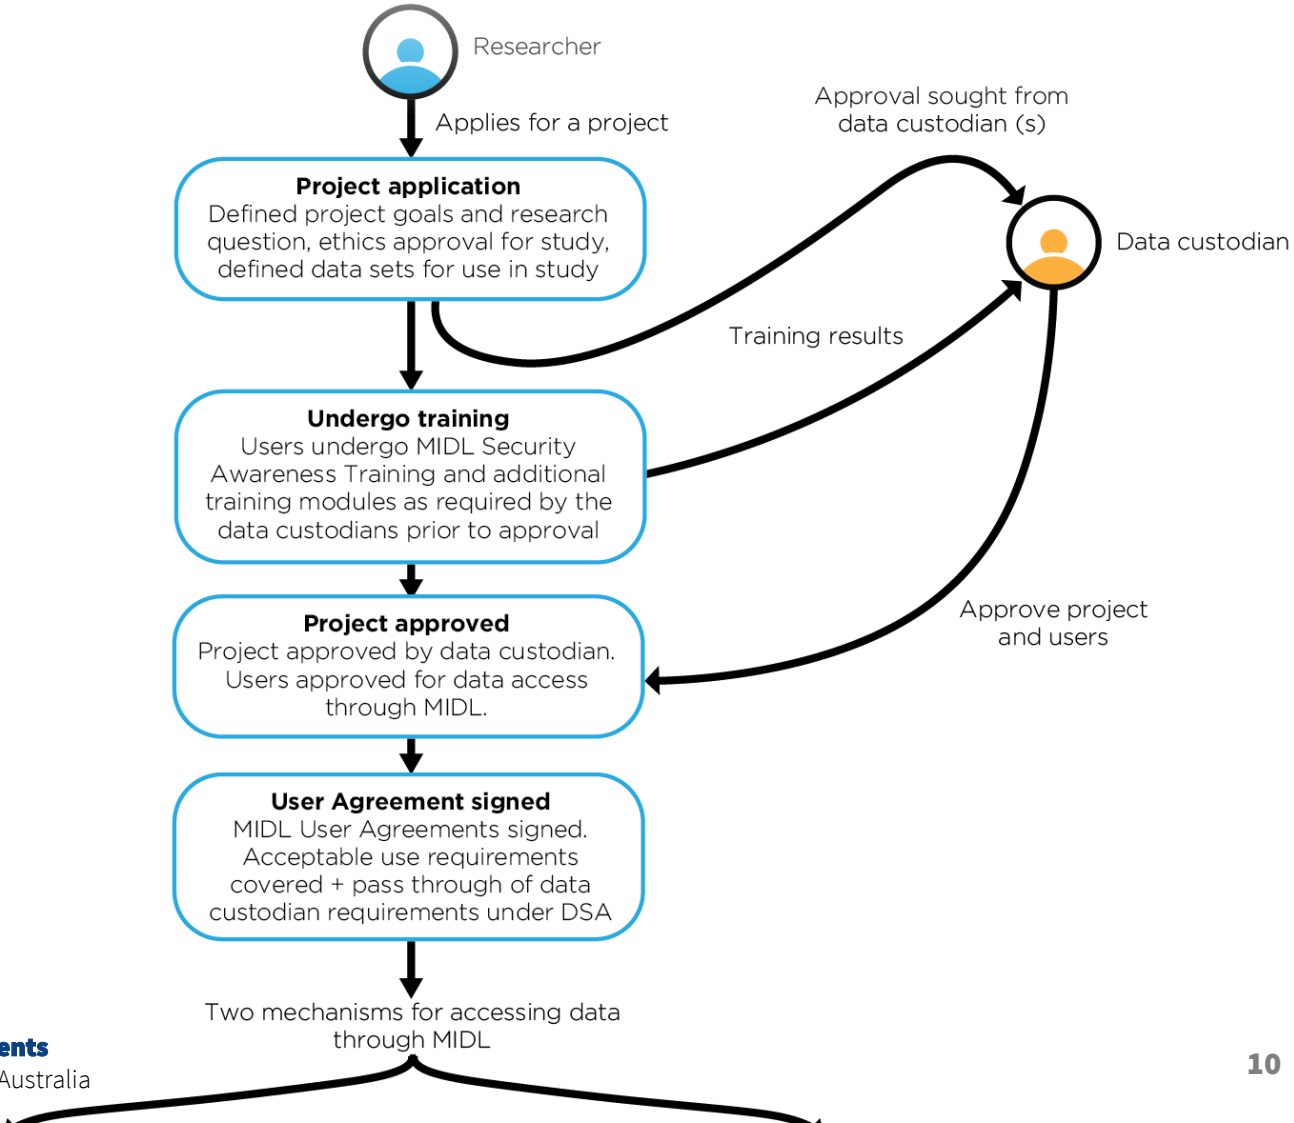 Researcher
Applies for a project
Approval sought from
data custodian (s)
Project application
Defined project goals and research
question, ethics approval for study,
defined data sets for use in study
Data custodian
Training results
Undergo training
Users undergo MIDL Security
Awareness Training and additional
training modules as required by the
data custodians prior to approval
Project approved
Project approved by data custodian.
Users approved for data access
through MIDL.
Approve project
and users
User Agreement signed
MIDL User Agreements signed.
Acceptable use requirements
covered + pass through of data
custodian requirements under DSA
Two mechanisms for accessing data
through MIDL
ents
Australia
10